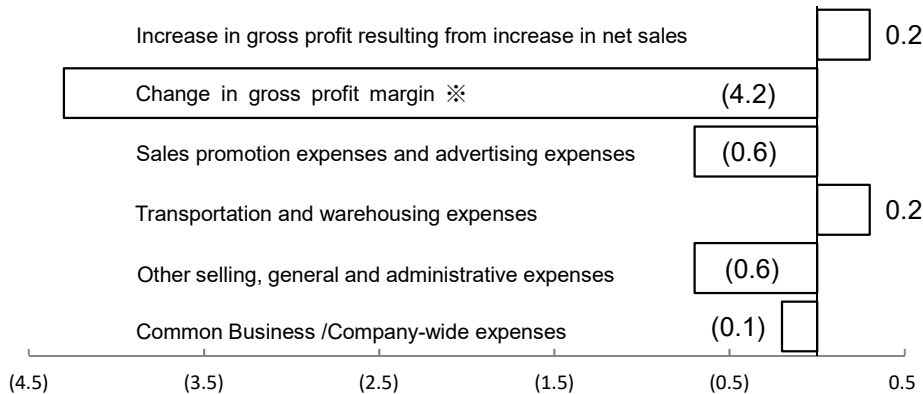 Increase in gross profit resulting from increase in net sales 0.2
Change in gross profit margin ※ (4.2)
Sales promotion expenses and advertising expenses (0.6)
Transportation and warehousing expenses 0.2
Other selling, general and administrative expenses (0.6)
Common Business /Company-wide expenses (0.1)
(4.5) (3.5) (2.5) (1.5) (0.5) 0.5